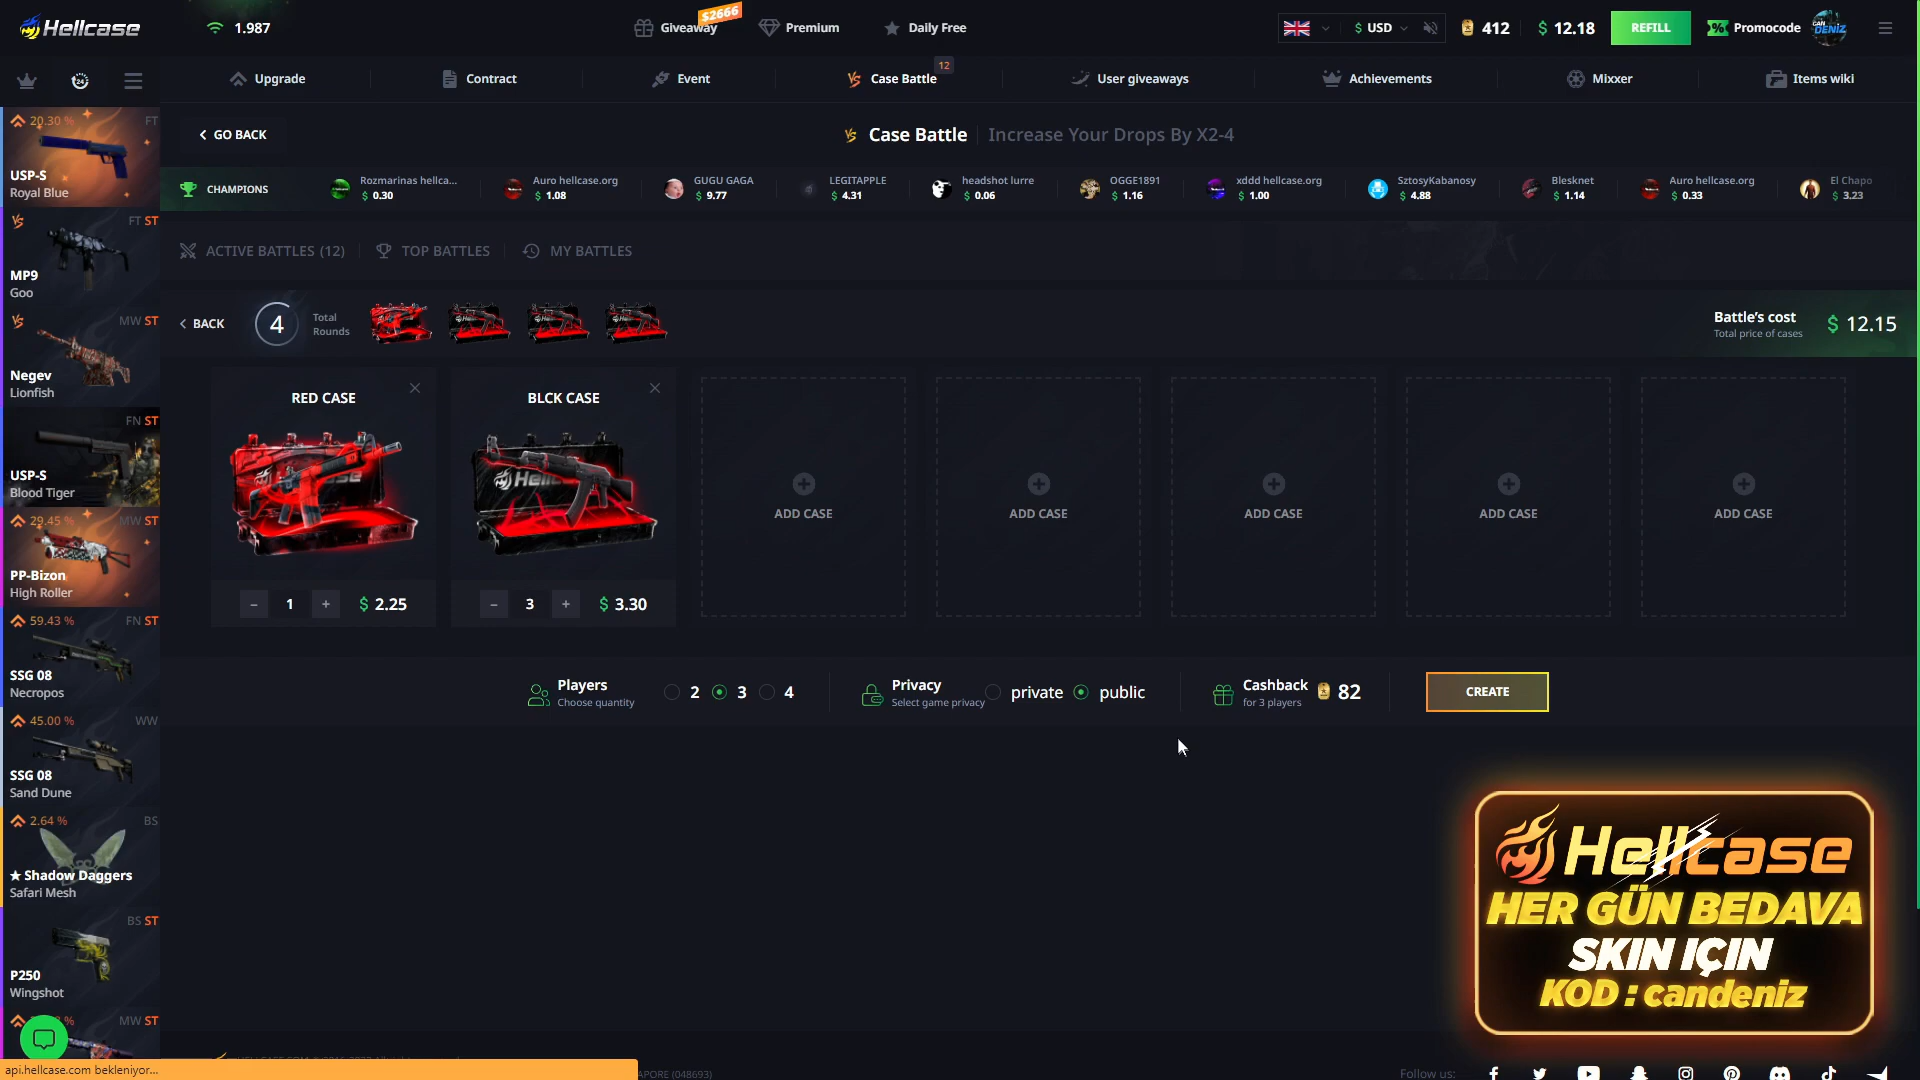 Hellcase
1.987
Giveaway
$2666
Premium
Daily Free
$ USD
412
$ 12.18
REFILL
Promocode
CAN DENIZ
Upgrade
Contract
Event
Case Battle
12
User giveaways
Achievements
Mixxer
Items wiki
GO BACK
Case Battle
Increase Your Drops By X2-4
CHAMPIONS
Rozmarinas hellca...
$ 0.30
Auro hellcase.org
$ 1.08
GUGU GAGA
$ 9.77
LEGITAPPLE
$ 4.31
headshot lurre
$ 0.06
OGGE1891
$ 1.16
xddd hellcase.org
$ 1.00
SztosyKabanosy
$ 4.88
Blesknet
$ 1.14
Auro hellcase.org
$ 0.33
El Chapo
$ 3.23
ACTIVE BATTLES (12)
TOP BATTLES
MY BATTLES
BACK
4
Total
Rounds
Battle's cost
Total price of cases
$ 12.15
RED CASE
1
$ 2.25
BLCK CASE
3
$ 3.30
ADD CASE
ADD CASE
ADD CASE
ADD CASE
ADD CASE
Players
Choose quantity
2
3
4
Privacy
Select game privacy
private
public
Cashback
for 3 players
82
CREATE
20.30 %
FT
USP-S
Royal Blue
FT ST
MP9
Goo
MW ST
Negev
Lionfish
FN ST
USP-S
Blood Tiger
29.45 %
MW ST
PP-Bizon
High Roller
59.43 %
FN ST
SSG 08
Necropos
45.00 %
WW
SSG 08
Sand Dune
2.64 %
BS
★ Shadow Daggers
Safari Mesh
BS ST
P250
Wingshot
MW ST
Hellcase
HER GÜN BEDAVA
SKIN IÇIN
KOD : candeniz
api.hellcase.com bekleniyor...
APORE (048693)
Follow us: